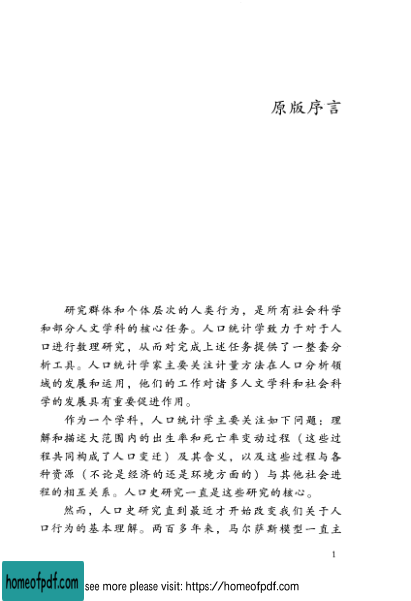 原版序言
研究群体和个体层次的人类行为，是所有社会科学
和部分人文学科的核心任务。人口统计学致力于对于人
口进行数理研究，从而对完成上述任务提供了一整套分
析工具。人口统计学家主要关注计量方法在人口分析领
域的发展和运用，他们的工作对诸多人文学科和社会科
学的发展具有重要促进作用。
作为一个学科，人口统计学主要关注如下问题：理
解和描述大范围内的出生率和死亡率变动过程（这些过
程共同构成了人口变迁）及其含义，以及这些过程与各
种资源（不论是经济的还是环境方面的）与其他社会进
程的相互关系。人口史研究一直是这些研究的核心。
然而，人口史研究直到最近才开始改变我们关于人
口行为的基本理解。两百多年来，马尔萨斯模型一直主
1
homeofpdf.com
see more please visit: https://homeofpdf.com